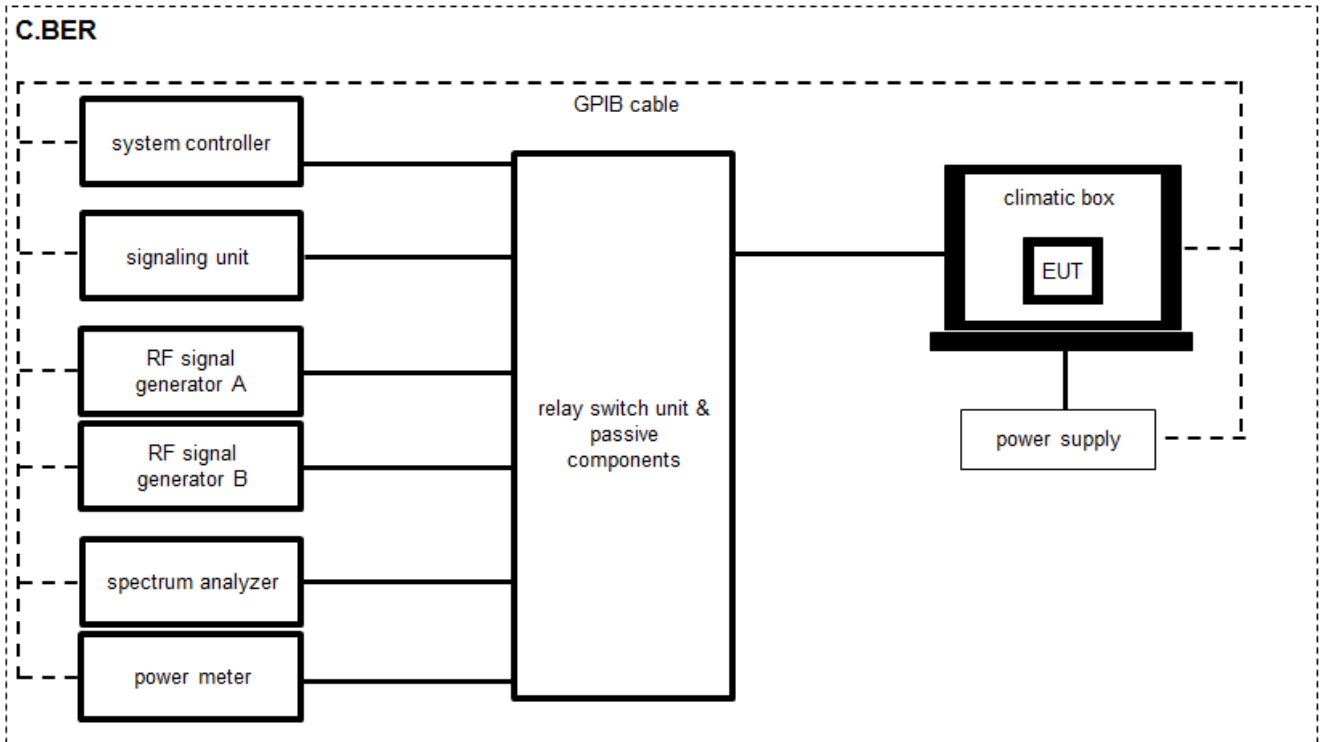 C.BER
GPIB cable
system controller
signaling unit
RF signal
generator A
RF signal
generator B
spectrum analyzer
power meter
relay switch unit &
passive
components
climatic box
EUT
power supply